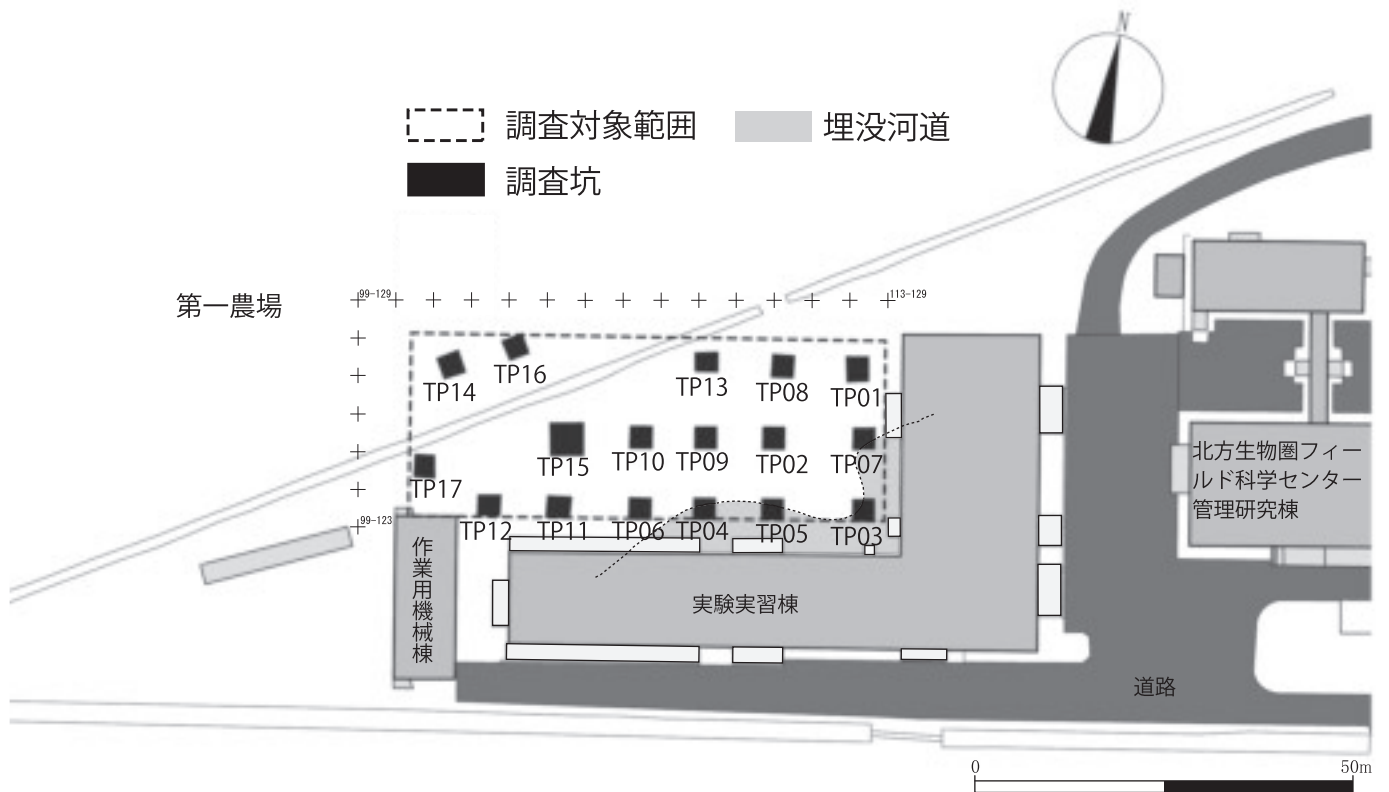 N
調査対象範囲
埋没河道
調査坑
第一農場
99-129
113-129
TP14
TP16
TP13
TP08
TP01
TP15
TP10
TP09
TP02
TP07
TP17
TP12
TP11
TP06
TP04
TP05
TP03
99-123
北方生物圏フィー
ルド科学センター
管理研究棟
作業用機械棟
実験実習棟
道路
0
50m